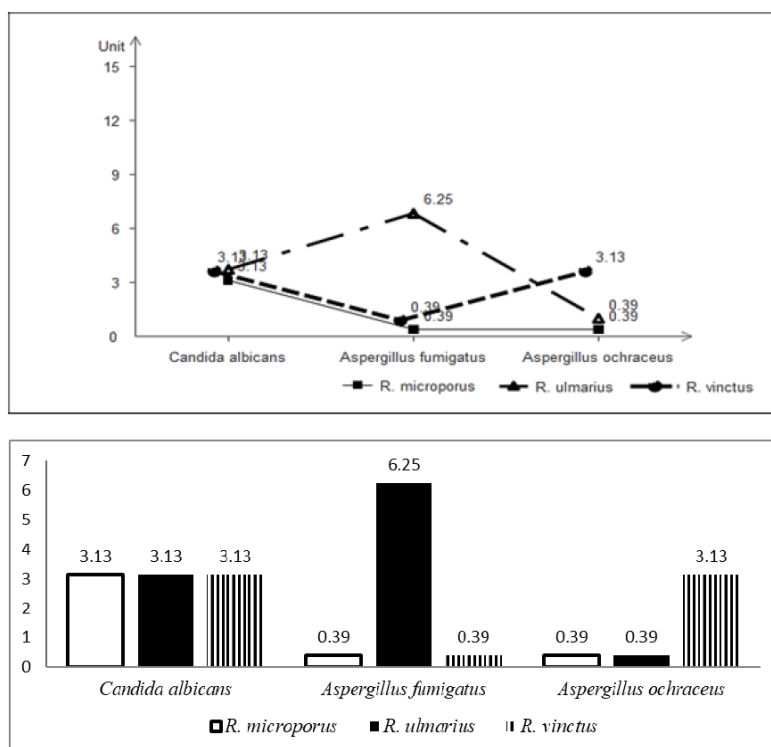 Unit
15
12
9
6.25
6
3.13 3.13 3.13
3.13
3
0.39 0.39
0.39 0.39
0
Candida albicans Aspergillus fumigatus Aspergillus ochraceus
R. microporus R. ulmarius R. vinctus
7
6.25
6
5
4
3.13 3.13 3.13 3.13
3
2
1
0.39 0.39 0.39 0.39
0
Candida albicans Aspergillus fumigatus Aspergillus ochraceus
R. microporus R. ulmarius R. vinctus